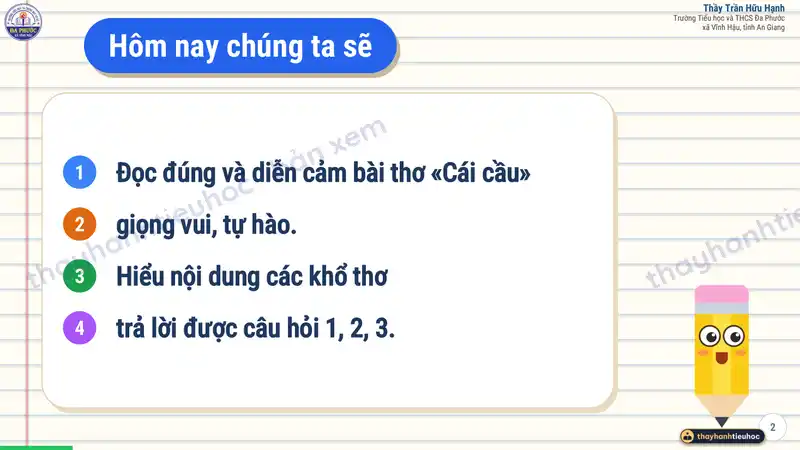 Thầy Trần Hữu Hạnh
Trường Tiểu học và THCS Đa Phước
xã Vĩnh Hậu, tỉnh An Giang
ĐA PHƯỚC
Hôm nay chúng ta sẽ
1 Đọc đúng và diễn cảm bài thơ «Cái cầu»
2 giọng vui, tự hào.
3 Hiểu nội dung các khổ thơ
4 trả lời được câu hỏi 1, 2, 3.
thayhanhtieuhoc
2